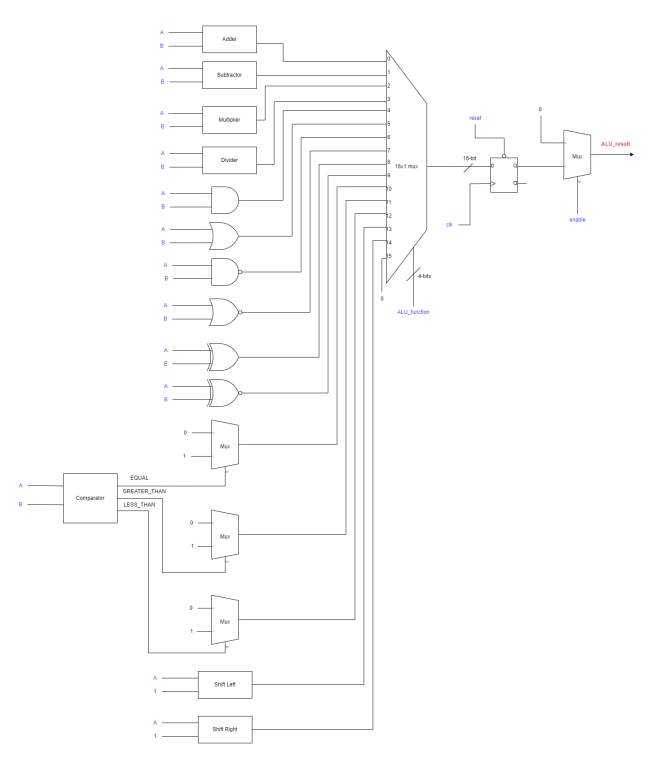 A
B
Adder
A
B
Subtractor
A
B
Multiplier
A
B
Divider
A
B
A
B
A
B
A
B
A
B
A
B
0
1
2
3
4
5
6
7
8
9
10
11
12
13
14
15
16x1 mux
0
4-bits
ALU_function
16-bit
reset
D
Q
Q
clk
0
Mux
enable
ALU_result
0
1
Mux
A
B
Comparator
EQUAL
GREATER_THAN
LESS_THAN
0
1
Mux
0
1
Mux
A
1
Shift Left
A
1
Shift Right